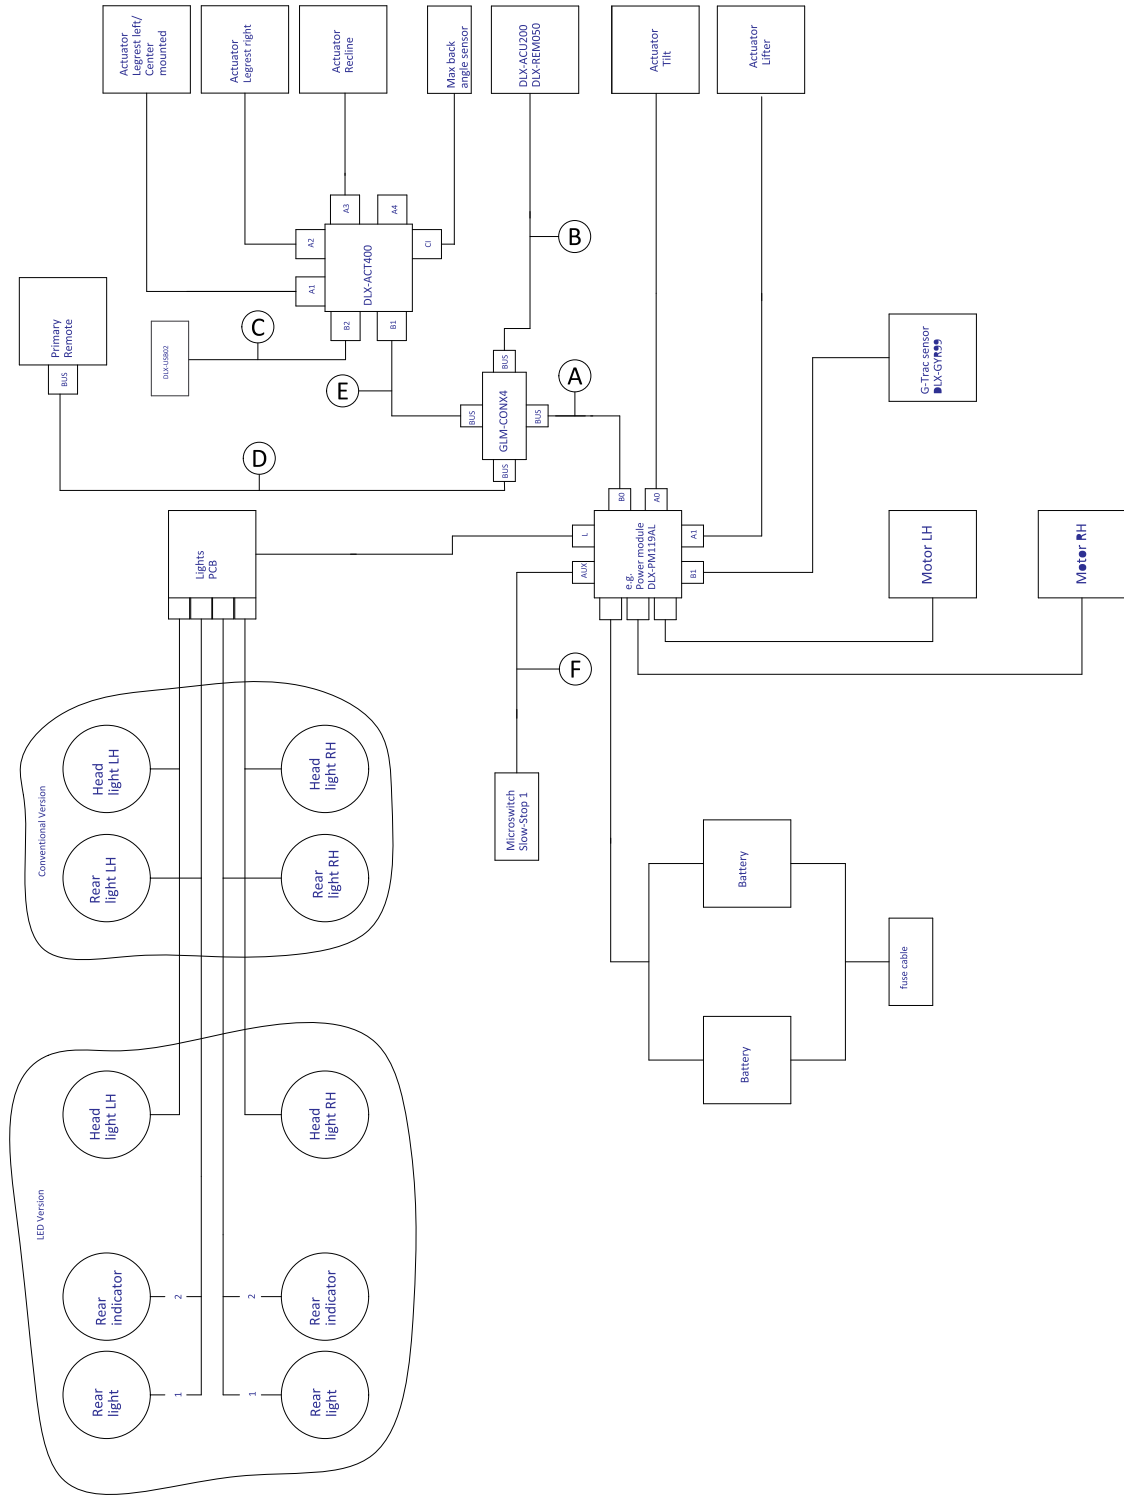 Actuator
Legrest left/
Center
mounted
Actuator
Legrest right
Actuator
Recline
Max back
angle sensor
DLX-ACU200
DLX-REM050
Actuator
Tilt
Actuator
Lifter
A3
A4
A2
CI
A1
DLX-ACT400
B2
B1
B
C
Primary
Remote
BUS
DLX-USB02
E
A
BUS
BUS
GLM-CONX4
BUS
BUS
D
G-Trac sensor
DLX-GYR
B0
A0
L
A1
AUX
B1
e.g.
Power module
DLX-PM119AL
Motor LH
Motor RH
Lights
PCB
F
Microswitch
Slow-Stop 1
Conventional Version
Head
light LH
Head
light RH
Rear
light LH
Rear
light RH
Battery
Battery
fuse cable
LED Version
Head
light LH
Head
light RH
Rear
indicator
2
2
Rear
indicator
Rear
light
1
1
Rear
light